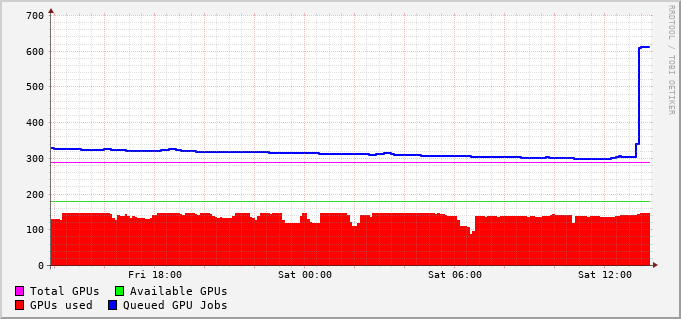 700
600
500
400
300
200
100
0
Fri 18:00 Sat 00:00 Sat 06:00 Sat 12:00
Total GPUs Available GPUs
GPUs used Queued GPU Jobs
RRDTOOL / TOBI OETIKER